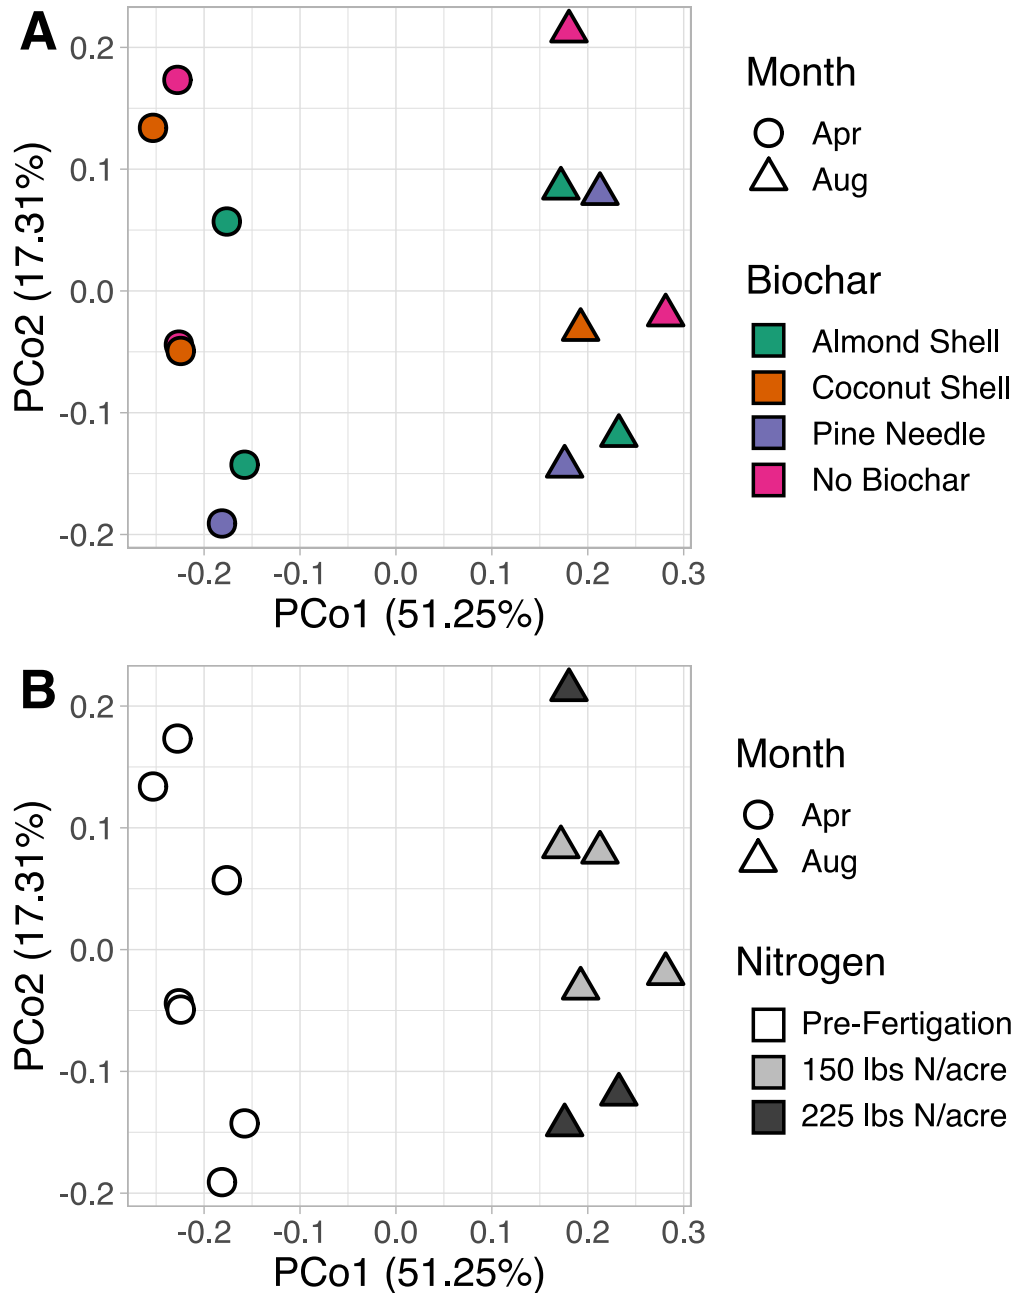 A
0.2
0.1
0.0
-0.1
-0.2
PCo2 (17.31%)
-0.2 -0.1 0.0 0.1 0.2 0.3
PCo1 (51.25%)
Month
Apr
Aug
Biochar
Almond Shell
Coconut Shell
Pine Needle
No Biochar
B
0.2
0.1
0.0
-0.1
-0.2
PCo2 (17.31%)
-0.2 -0.1 0.0 0.1 0.2 0.3
PCo1 (51.25%)
Month
Apr
Aug
Nitrogen
Pre-Fertigation
150 lbs N/acre
225 lbs N/acre